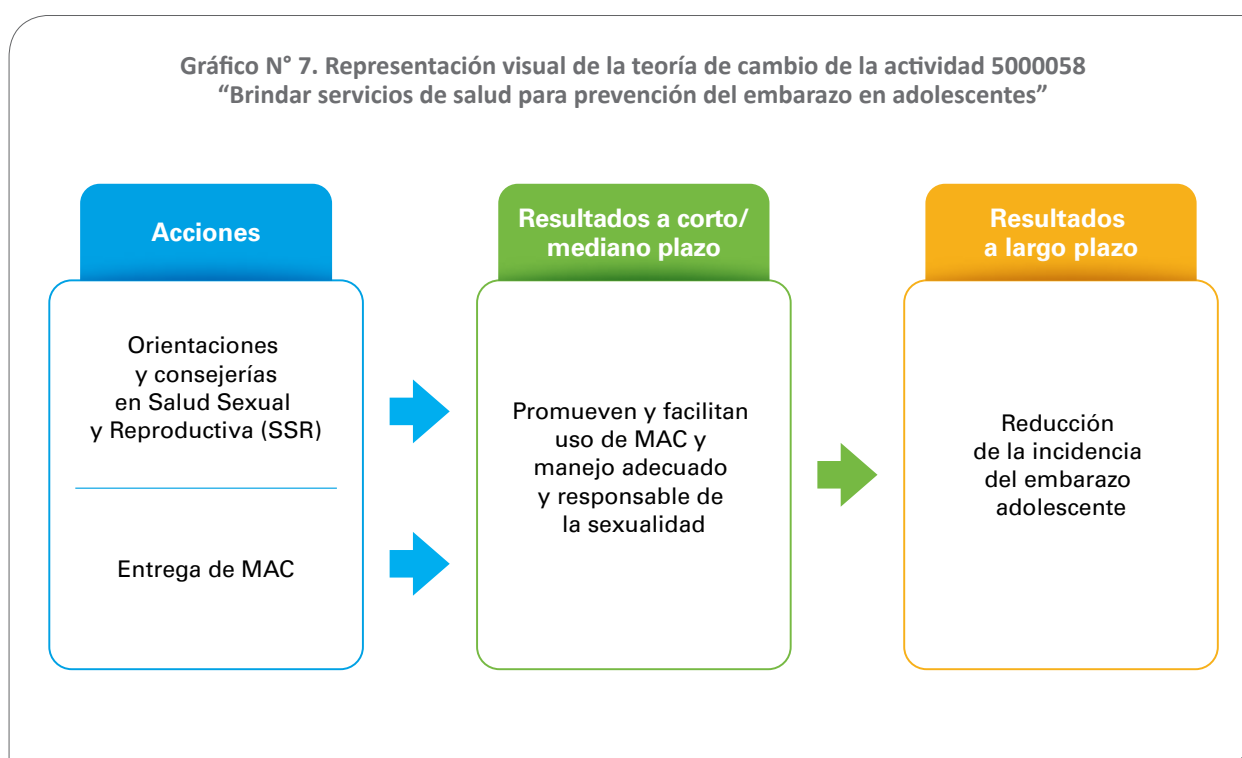 Gráfico N° 7. Representación visual de la teoría de cambio de la actividad 5000058
“Brindar servicios de salud para prevención del embarazo en adolescentes”
Acciones
Orientaciones
y consejerías
en Salud Sexual
y Reproductiva (SSR)
Entrega de MAC
Resultados a corto/
mediano plazo
Promueven y facilitan
uso de MAC y
manejo adecuado
y responsable de
la sexualidad
Resultados
a largo plazo
Reducción
de la incidencia
del embarazo
adolescente